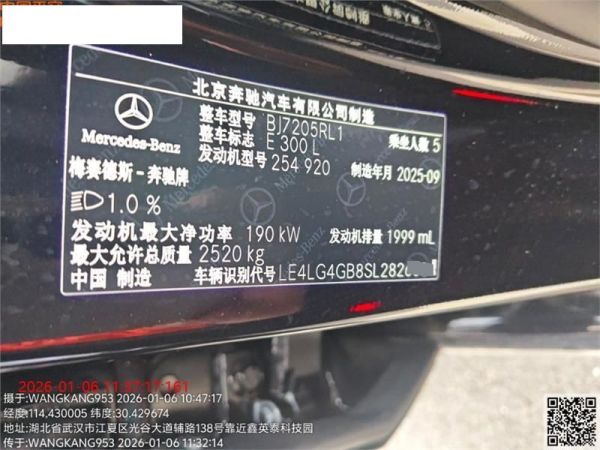 北京奔驰汽车有限公司制造
Mercedes-Benz
整车型号 BJ7205RL1
整车标志 E 300 L
乘坐人数 5
发动机型号 254 920
制造年月 2025-09
梅赛德斯-奔驰牌
1.0 %
发动机最大净功率 190 kW
发动机排量 1999 mL
最大允许总质量 2520 kg
中国 制造
车辆识别代号 LE4LG4GB8SL282
2026-01-06 11:47:17:161
摄于:WANGKANG953 2026-01-06 10:47:17
经度:114.430005 纬度:30.429674
地址:湖北省武汉市江夏区光谷大道辅路138号靠近鑫英泰科技园
传于:WANGKANG953 2026-01-06 11:32:14